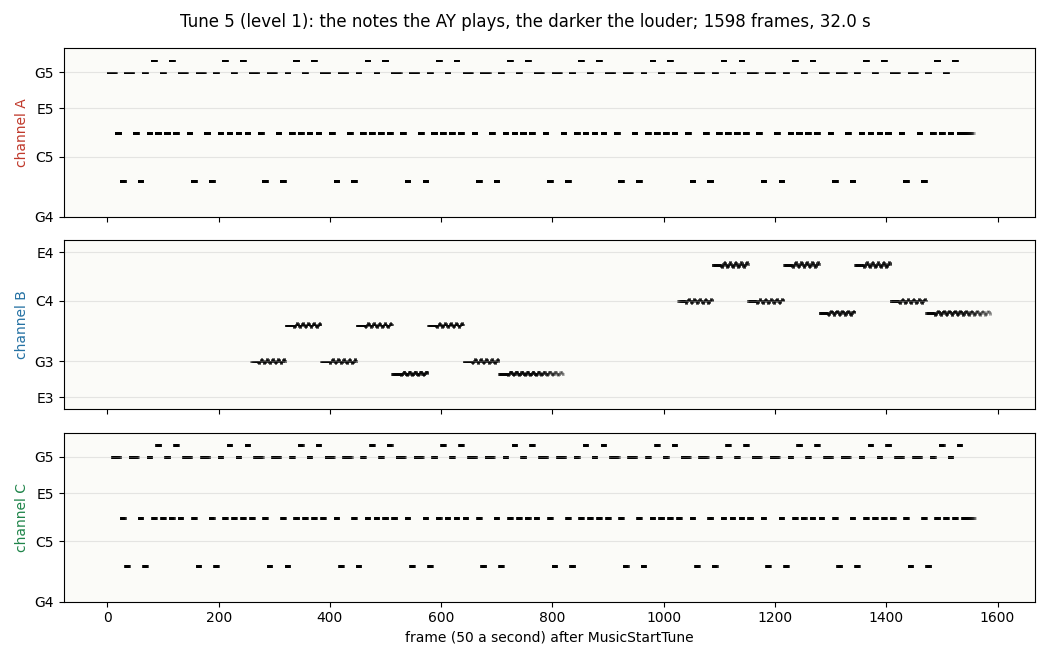 Tune 5 (level 1): the notes the AY plays, the darker the louder; 1598 frames, 32.0 s
channel A
G5
E5
C5
G4
channel B
E4
C4
G3
E3
channel C
G5
E5
C5
G4
0 200 400 600 800 1000 1200 1400 1600
frame (50 a second) after MusicStartTune